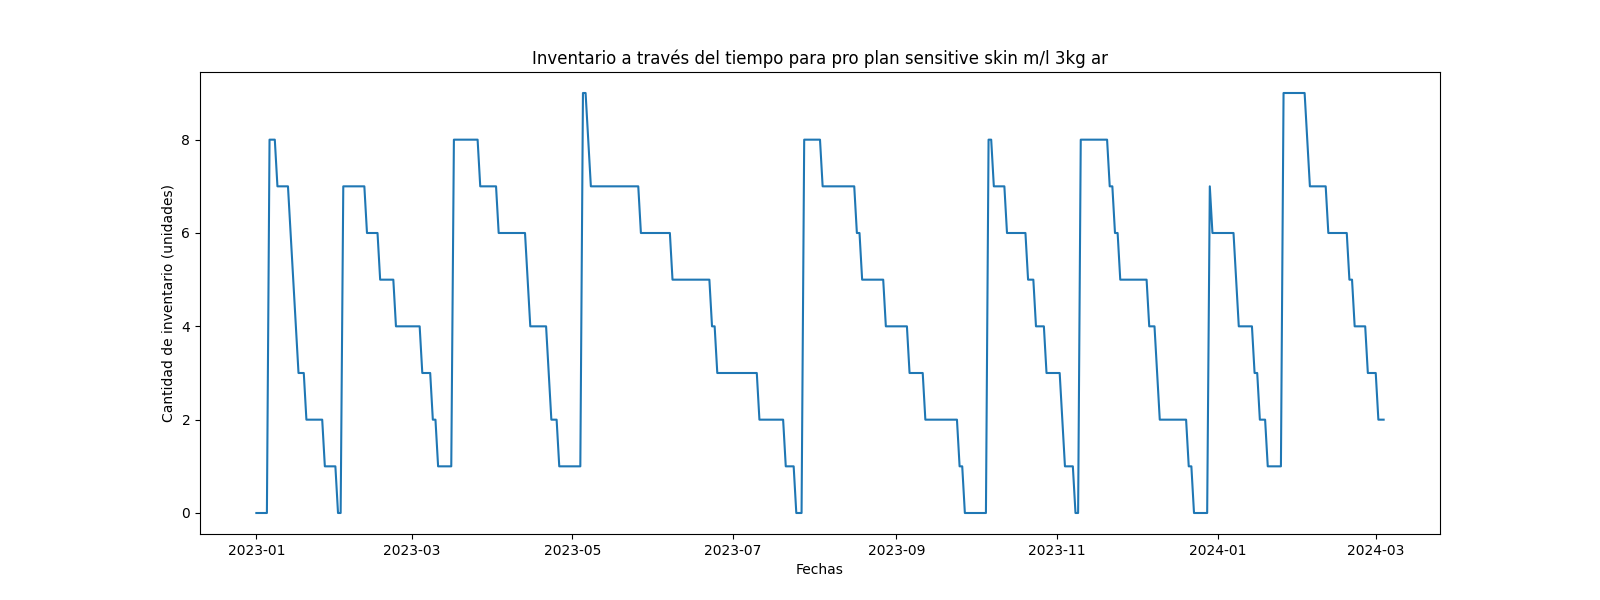 Inventario a través del tiempo para pro plan sensitive skin m/l 3kg ar
Cantidad de inventario (unidades)
8
6
4
2
0
2023-01 2023-03 2023-05 2023-07 2023-09 2023-11 2024-01 2024-03
Fechas